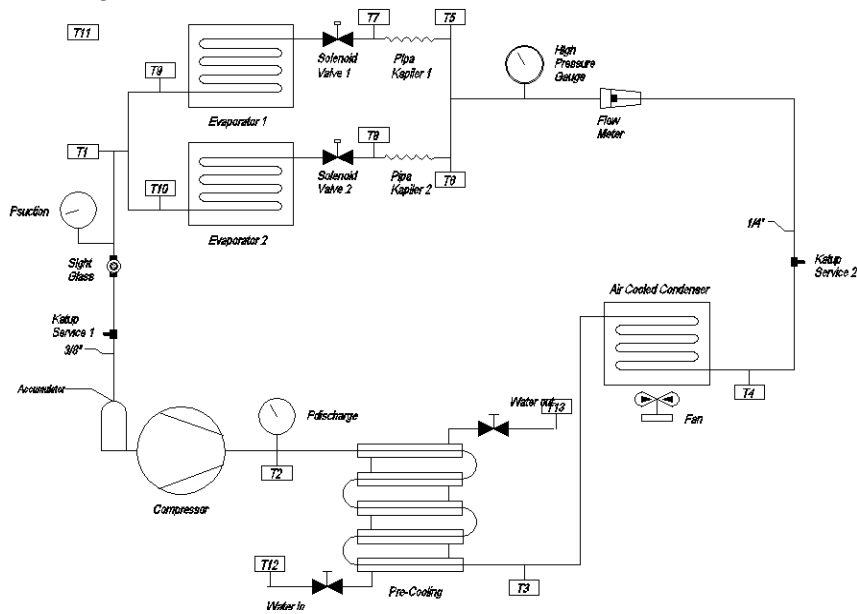 T11
T7
T5
T9
Solenoid
Valve 1
Pipa
Kapiler 1
High
Pressure
Gauge
Flow
Meter
Evaporator 1
T1
T8
T10
Solenoid
Valve 2
Pipa
Kapiler 2
T6
Psuction
Evaporator 2
1/4"
Sight
Glass
Katup
Service 2
Air Cooled Condenser
Katup
Service 1
3/8"
Accumulator
T4
Fan
Pdischarge
Water out
T13
T2
Compressor
T12
T3
Water In
Pre-Cooling